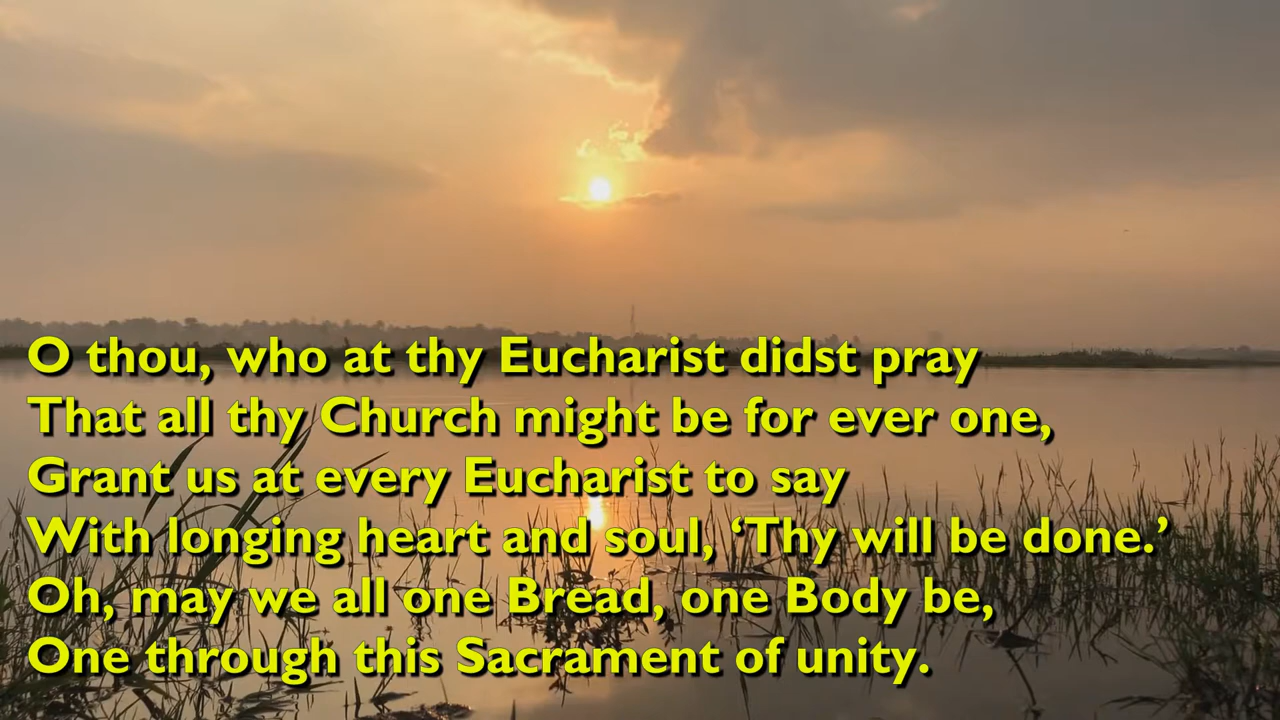 O thou, who at thy Eucharist didst pray
That all thy Church might be for ever one,
Grant us at every Eucharist to say
With longing heart and soul, ‘Thy will be done.’
Oh, may we all one Bread, one Body be,
One through this Sacrament of unity.